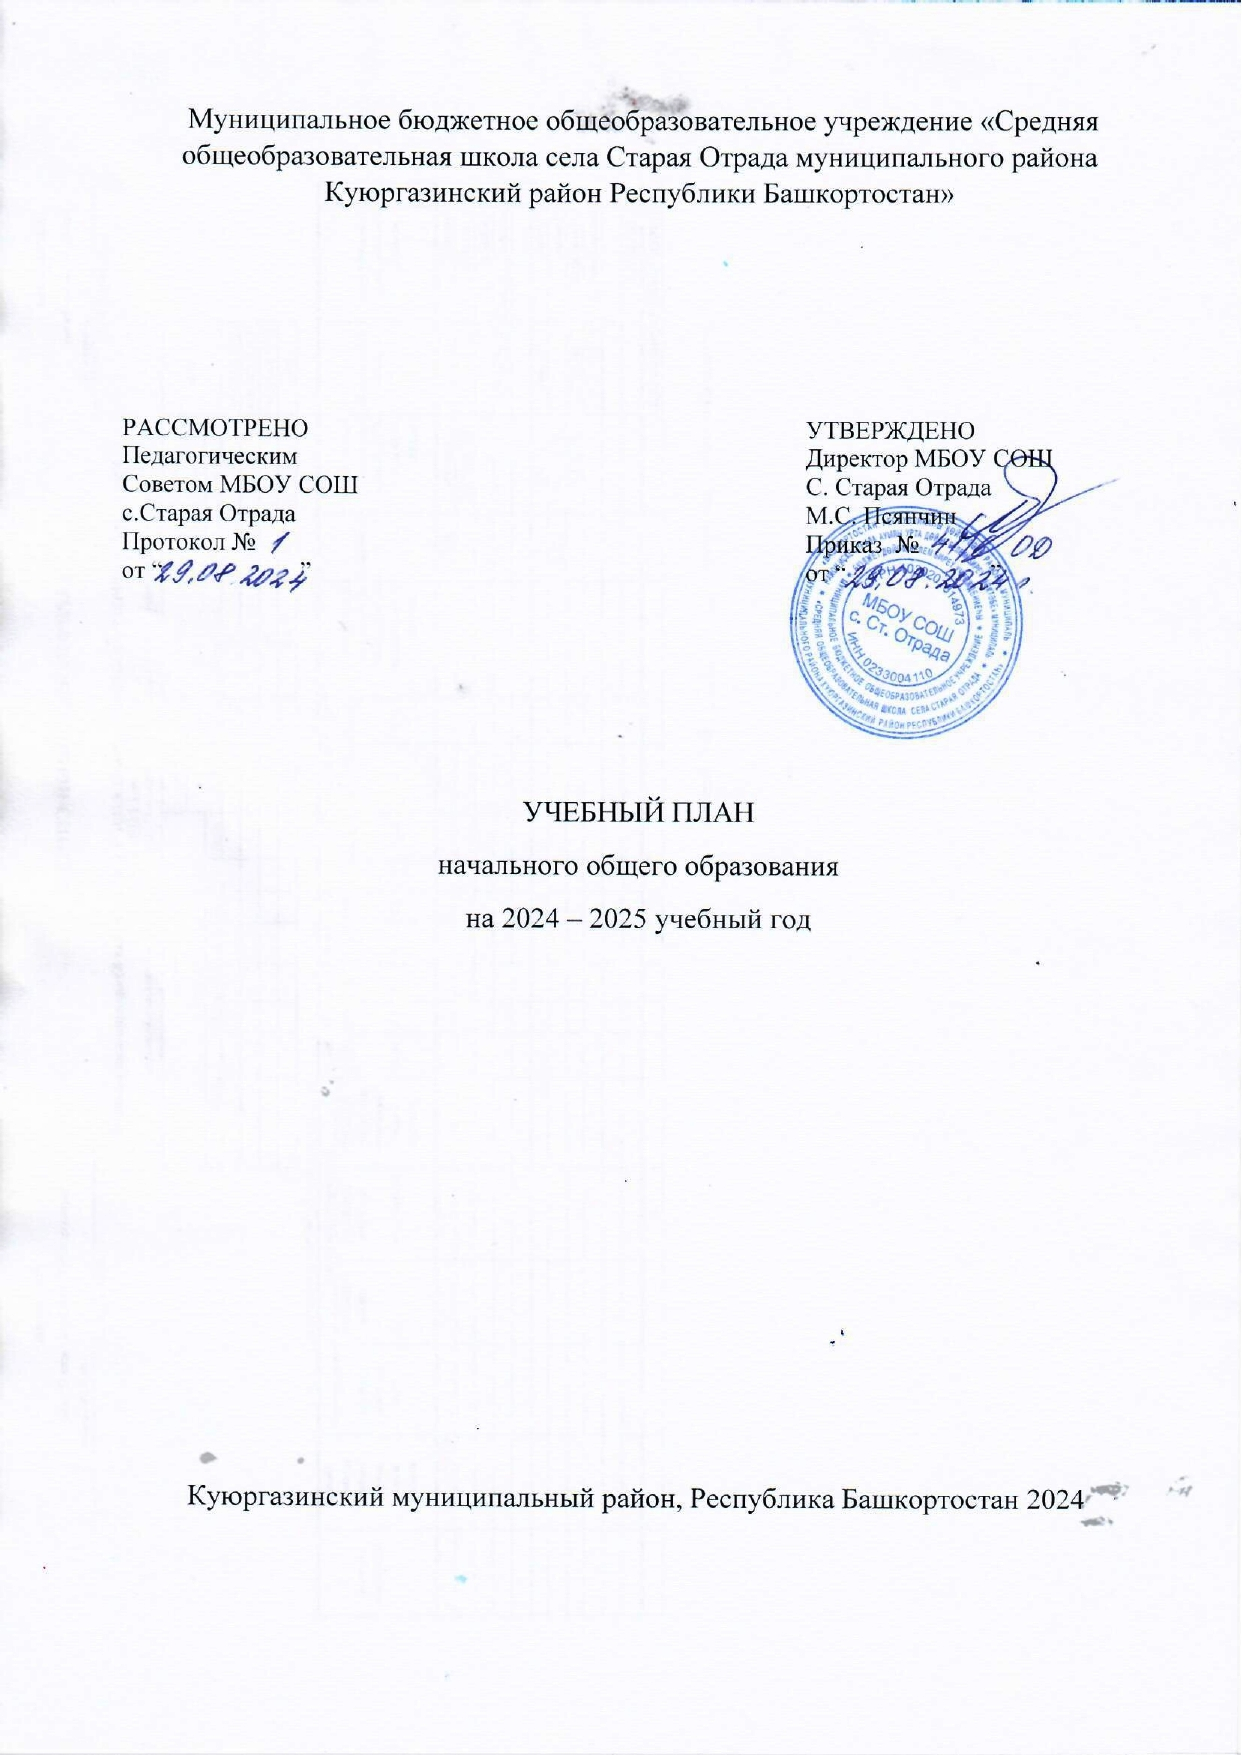 Муниципальное бюджетное общеобразовательное учреждение «Средняя
общеобразовательная школа села Старая Отрада муниципального района
Куюргазинский район Республики Башкортостан»
РАССМОТРЕНО
Педагогическим
Советом МБОУ СОШ
с.Старая Отрада
Протокол № 1
от “29.08.2024”
УТВЕРЖДЕНО
Директор МБОУ СОШ
С. Старая Отрада
М.С. Псянчин
Приказ № ОД
от “29.08.2024” г.
МБОУ СОШ
с. Ст. Отрада
ИНН 0233004110
УЧЕБНЫЙ ПЛАН
начального общего образования
на 2024 – 2025 учебный год
Куюргазинский муниципальный район, Республика Башкортостан 2024